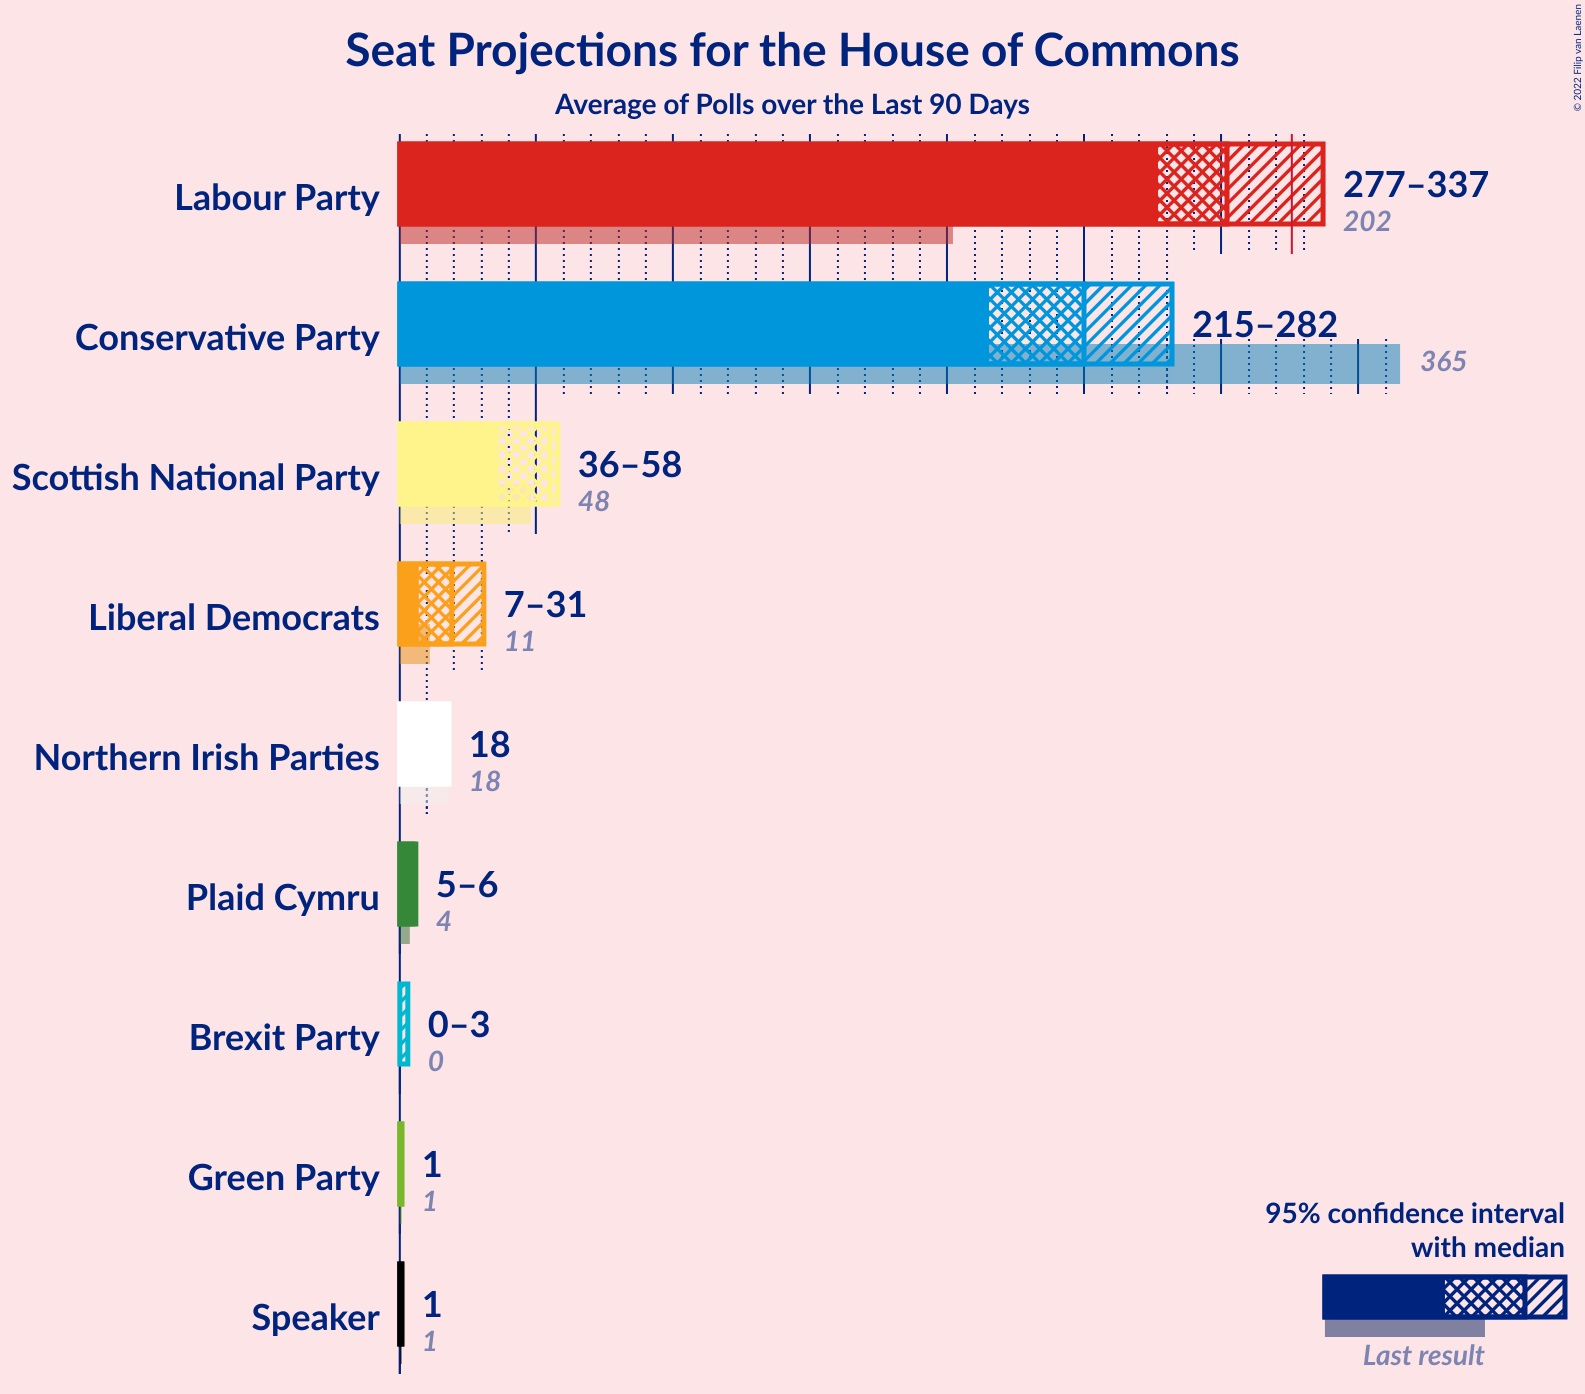 Seat Projections for the House of Commons
Average of Polls over the Last 90 Days
© 2022 Filip van Laenen
Labour Party
277–337
202
Conservative Party
215–282
365
Scottish National Party
36–58
48
Liberal Democrats
7–31
11
Northern Irish Parties
18
18
Plaid Cymru
5–6
4
Brexit Party
0–3
0
Green Party
1
1
Speaker
1
1
95% confidence interval
with median
Last result